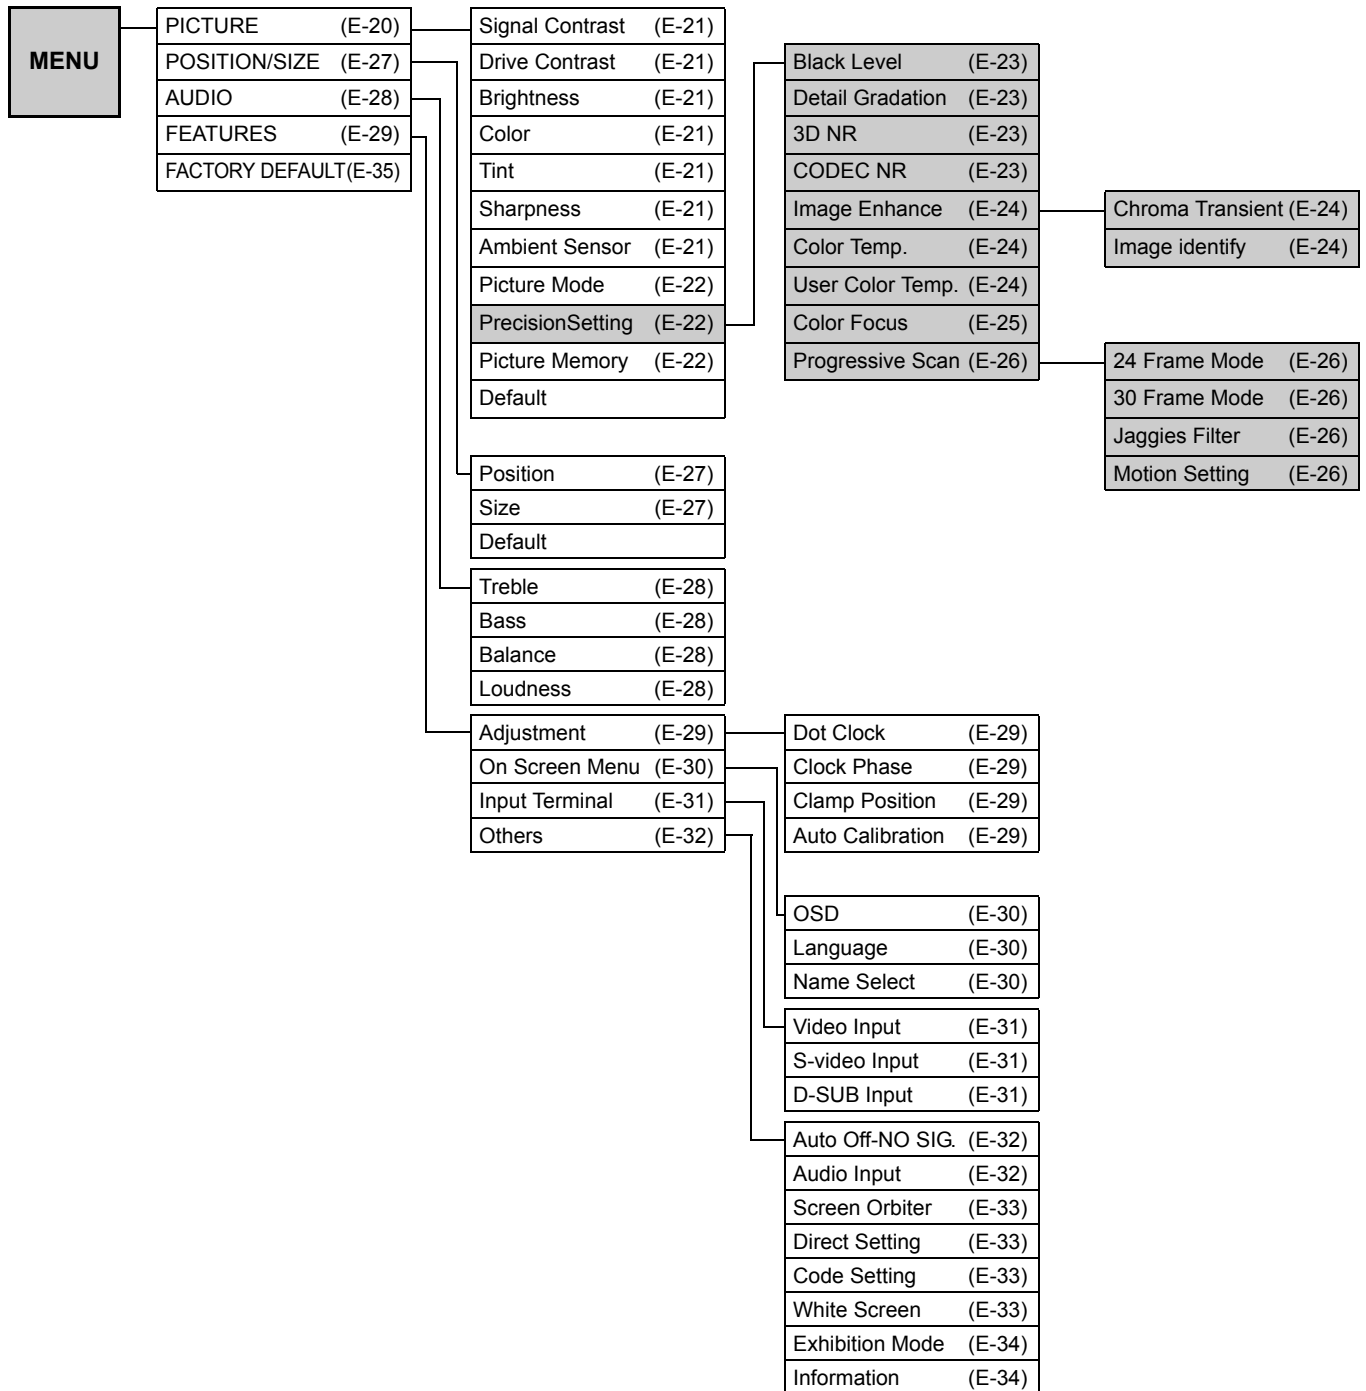 MENU
PICTURE (E-20)
POSITION/SIZE (E-27)
AUDIO (E-28)
FEATURES (E-29)
FACTORY DEFAULT(E-35)
Signal Contrast (E-21)
Drive Contrast (E-21)
Brightness (E-21)
Color (E-21)
Tint (E-21)
Sharpness (E-21)
Ambient Sensor (E-21)
Picture Mode (E-22)
PrecisionSetting (E-22)
Picture Memory (E-22)
Default
Black Level (E-23)
Detail Gradation (E-23)
3D NR (E-23)
CODEC NR (E-23)
Image Enhance (E-24)
Color Temp. (E-24)
User Color Temp. (E-24)
Color Focus (E-25)
Progressive Scan (E-26)
Chroma Transient (E-24)
Image identify (E-24)
24 Frame Mode (E-26)
30 Frame Mode (E-26)
Jaggies Filter (E-26)
Motion Setting (E-26)
Position (E-27)
Size (E-27)
Default
Treble (E-28)
Bass (E-28)
Balance (E-28)
Loudness (E-28)
Adjustment (E-29)
On Screen Menu (E-30)
Input Terminal (E-31)
Others (E-32)
Dot Clock (E-29)
Clock Phase (E-29)
Clamp Position (E-29)
Auto Calibration (E-29)
OSD (E-30)
Language (E-30)
Name Select (E-30)
Video Input (E-31)
S-video Input (E-31)
D-SUB Input (E-31)
Auto Off-NO SIG. (E-32)
Audio Input (E-32)
Screen Orbiter (E-33)
Direct Setting (E-33)
Code Setting (E-33)
White Screen (E-33)
Exhibition Mode (E-34)
Information (E-34)